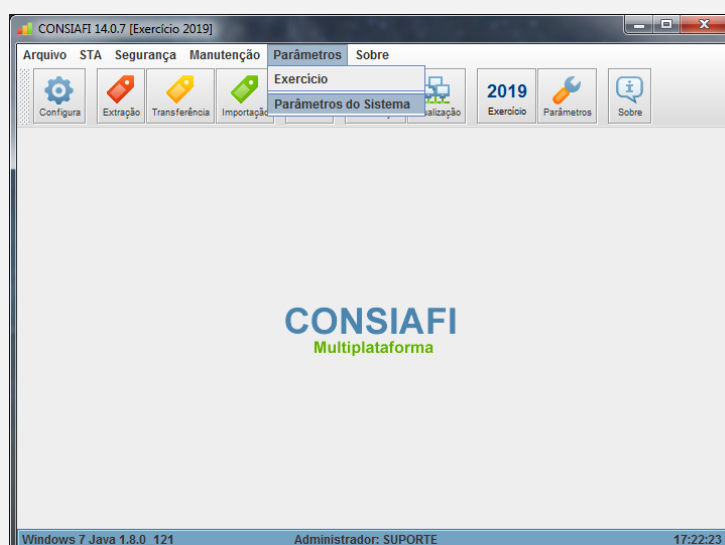 CONSIAFI 14.0.7 [Exercício 2019]
Arquivo STA Segurança Manutenção Parâmetros Sobre
Exercício
Parâmetros do Sistema
Configura Extração Transferência Importação
2019
Exercício Parâmetros Sobre
CONSIAFI
Multiplataforma
Windows 7 Java 1.8.0_121 Administrador: SUPORTE 17:22:23